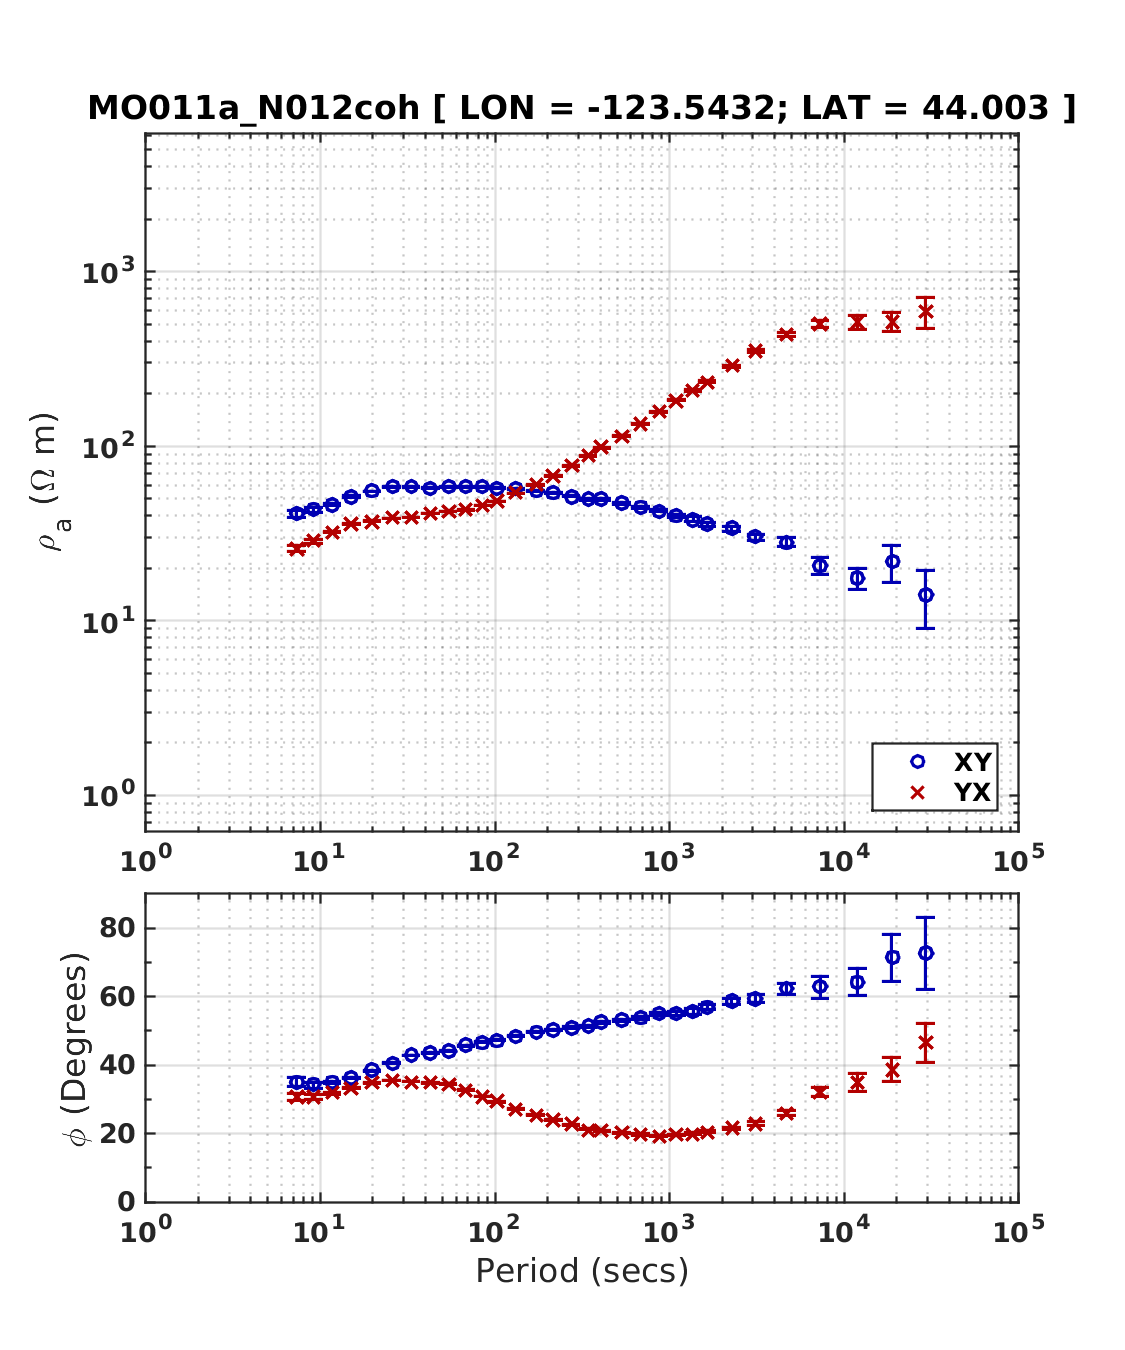 MO011a_N012coh [ LON = -123.5432; LAT = 44.003 ]
10³
10²
10¹
10⁰
ρ a (Ω m)
XY
YX
10⁰ 10¹ 10² 10³ 10⁴ 10⁵
80
60
40
20
0
ϕ (Degrees)
10⁰ 10¹ 10² 10³ 10⁴ 10⁵
Period (secs)